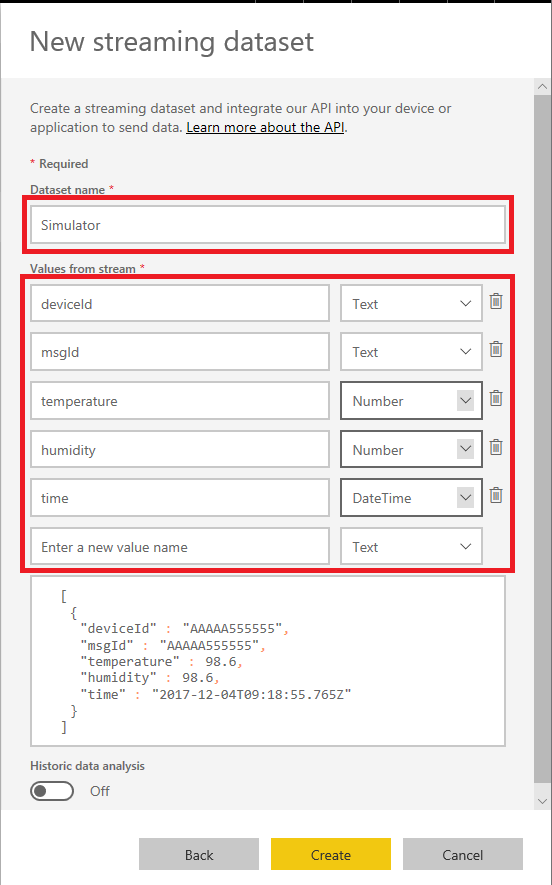 New streaming dataset
Create a streaming dataset and integrate our API into your device or
application to send data. Learn more about the API.
* Required
Dataset name *
Simulator
Values from stream *
deviceId Text
msgId Text
temperature Number
humidity Number
time DateTime
Enter a new value name Text
[
{
"deviceId" : "AAAAA555555",
"msgId" : "AAAAA555555",
"temperature" : 98.6,
"humidity" : 98.6,
"time" : "2017-12-04T09:18:55.765Z"
}
]
Historic data analysis
Off
Back Create Cancel